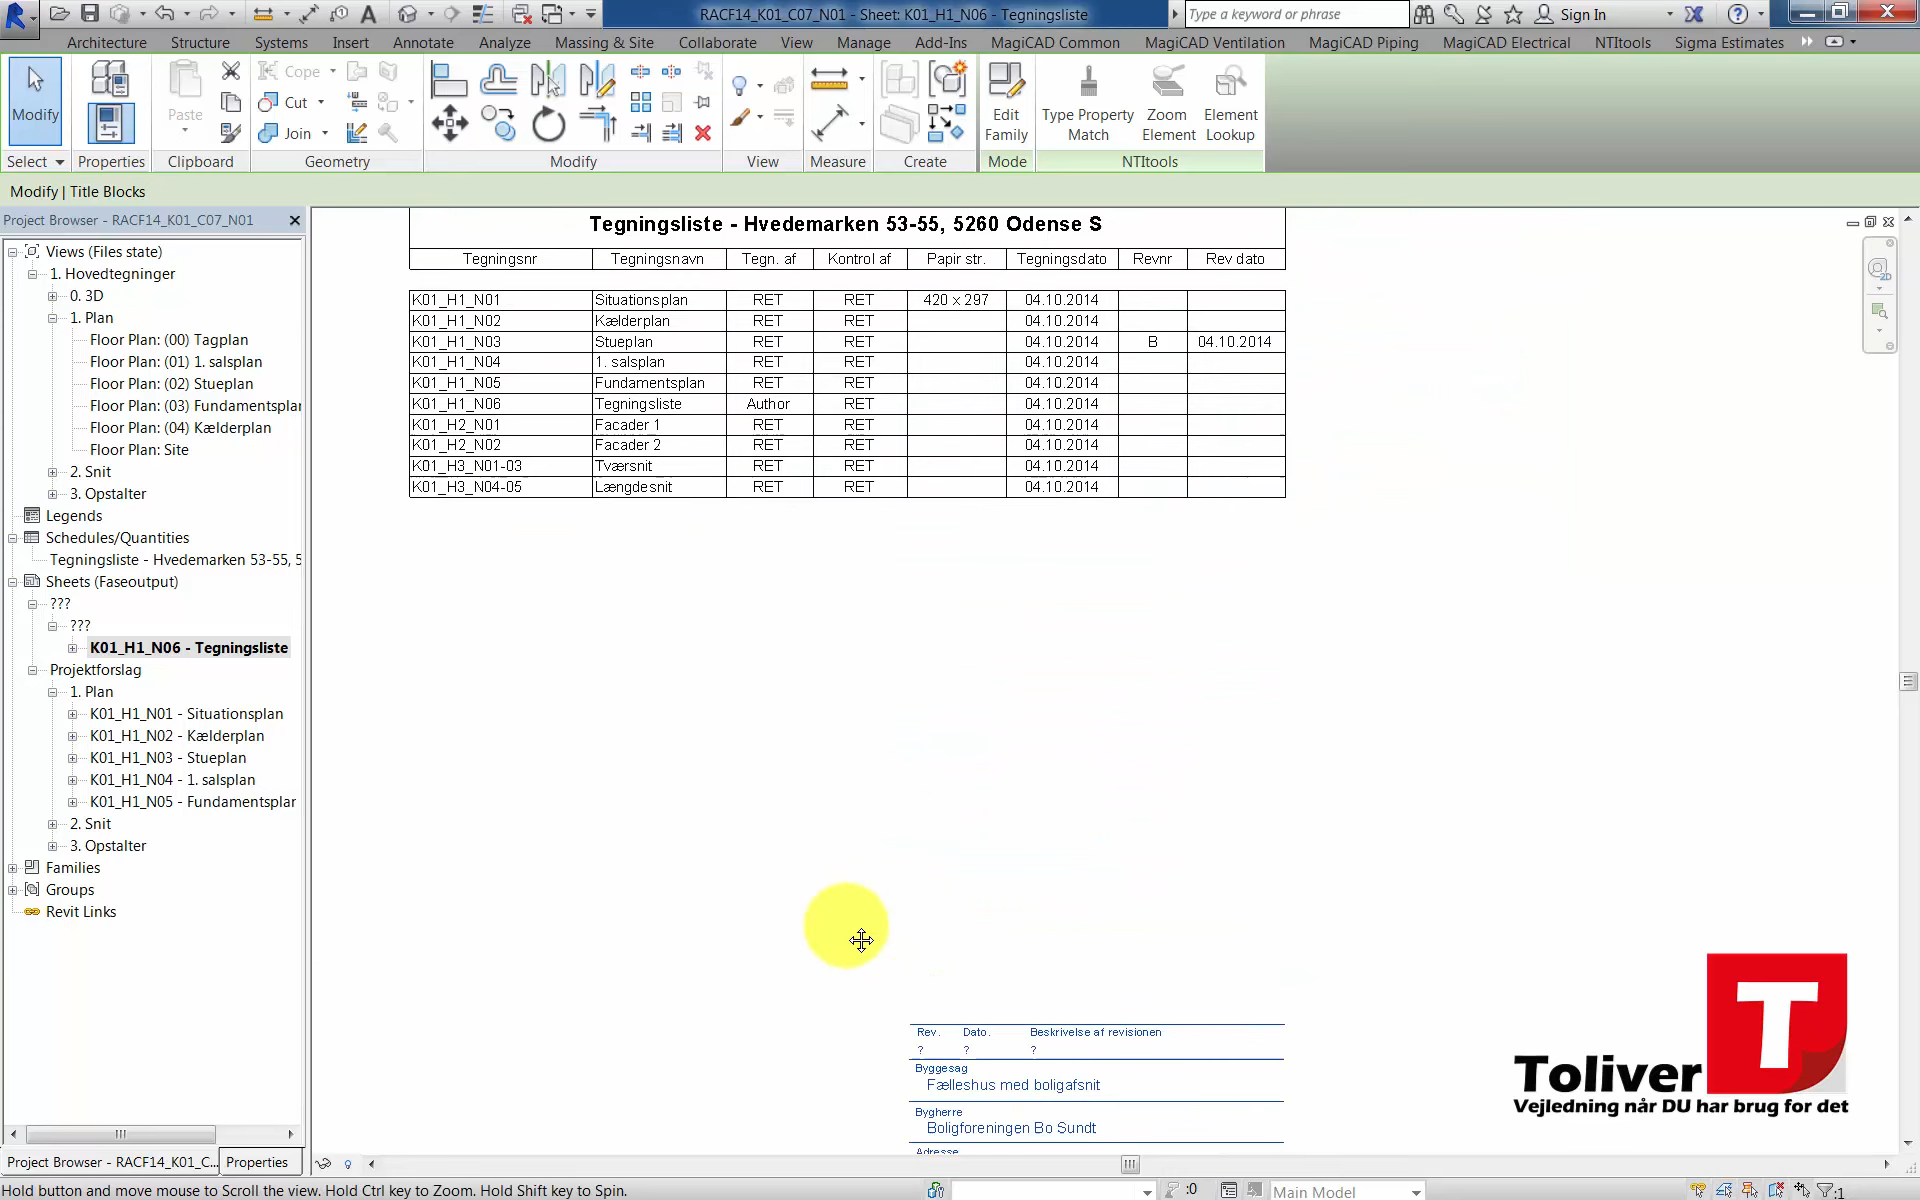 RACF14_K01_C07_N01 - Sheet: K01_H1_N06 - Tegningsliste
Type a keyword or phrase
Sign In
Architecture Structure Systems Insert Annotate Analyze Massing & Site Collaborate View Manage Add-Ins MagiCAD Common MagiCAD Ventilation MagiCAD Piping MagiCAD Electrical NTItools Sigma Estimates
Modify
Paste
Cope
Cut
Join
Edit Family
Type Property Match
Zoom Element
Element Lookup
Select Properties Clipboard Geometry Modify View Measure Create Mode NTItools
Modify | Title Blocks
Project Browser - RACF14_K01_C07_N01
Views (Files state)
1. Hovedtegninger
0. 3D
1. Plan
Floor Plan: (00) Tagplan
Floor Plan: (01) 1. salsplan
Floor Plan: (02) Stueplan
Floor Plan: (03) Fundamentsplan
Floor Plan: (04) Kælderplan
Floor Plan: Site
2. Snit
3. Opstalter
Legends
Schedules/Quantities
Tegningsliste - Hvedemarken 53-55, 5
Sheets (Faseoutput)
???
???
K01_H1_N06 - Tegningsliste
Projektforslag
1. Plan
K01_H1_N01 - Situationsplan
K01_H1_N02 - Kælderplan
K01_H1_N03 - Stueplan
K01_H1_N04 - 1. salsplan
K01_H1_N05 - Fundamentsplar
2. Snit
3. Opstalter
Families
Groups
Revit Links
Project Browser - RACF14_K01_C... Properties
Tegningsliste - Hvedemarken 53-55, 5260 Odense S
Tegningsnr Tegningsnavn Tegn. af Kontrol af Papir str. Tegningsdato Revnr Rev dato
K01_H1_N01 Situationsplan RET RET 420 x 297 04.10.2014
K01_H1_N02 Kælderplan RET RET 04.10.2014
K01_H1_N03 Stueplan RET RET 04.10.2014 B 04.10.2014
K01_H1_N04 1. salsplan RET RET 04.10.2014
K01_H1_N05 Fundamentsplan RET RET 04.10.2014
K01_H1_N06 Tegningsliste Author RET 04.10.2014
K01_H2_N01 Facader 1 RET RET 04.10.2014
K01_H2_N02 Facader 2 RET RET 04.10.2014
K01_H3_N01-03 Tværsnit RET RET 04.10.2014
K01_H3_N04-05 Længdesnit RET RET 04.10.2014
Rev. Dato. Beskrivelse af revisionen
? ? ?
Byggesag
Fælleshus med boligafsnit
Bygherre
Boligforeningen Bo Sundt
Adresse
T
Toliver
Vejledning når DU har brug for det
Hold button and move mouse to Scroll the view. Hold Ctrl key to Zoom. Hold Shift key to Spin.
:0
Main Model
:1